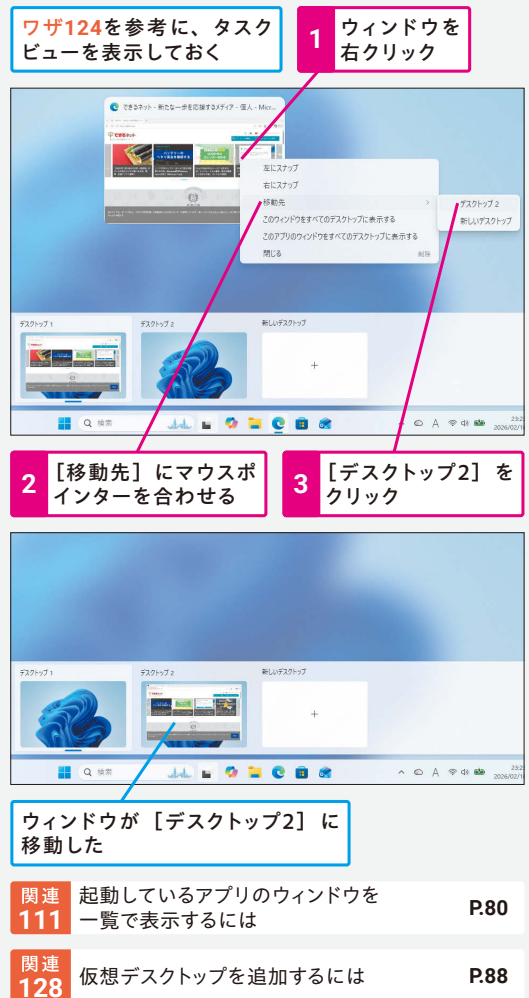 ワザ124を参考に、タスク
ビューを表示しておく
1
ウィンドウを
右クリック
できるネット - 新たな一歩を応援するメディア - 個人 - Micr...
できるネット
左にスナップ
右にスナップ
移動先
デスクトップ 2
新しいデスクトップ
このウィンドウをすべてのデスクトップに表示する
このアプリのウィンドウをすべてのデスクトップに表示する
閉じる
削除
デスクトップ 1
デスクトップ 2
新しいデスクトップ
検索
A
2026/02/1
2
［移動先］にマウスポ
インターを合わせる
3
［デスクトップ2］を
クリック
デスクトップ 1
デスクトップ 2
新しいデスクトップ
検索
A
2026/02/1
ウィンドウが［デスクトップ2］に
移動した
関連
111
起動しているアプリのウィンドウを
一覧で表示するには
P.80
関連
128
仮想デスクトップを追加するには
P.88